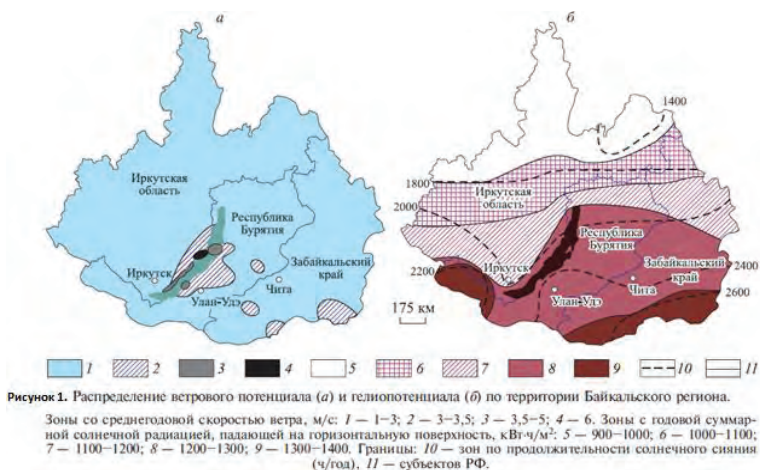 а
б
1400
Иркутская
область
Республика
Бурятия
Забайкальский
край
Иркутск
Чита
Улан-Удэ
1800
Иркутская
область
2000
Республика
Бурятия
2200
Иркутск
Забайкальский
край
2400
Улан-Удэ
Чита
2600
175 км
1 2 3 4 5 6 7 8 9 10 11
Рисунок 1. Распределение ветрового потенциала (а) и гелиопотенциала (б) по территории Байкальского региона.
Зоны со среднегодовой скоростью ветра, м/с: 1 — 1–3; 2 — 3–3,5; 3 — 3,5–5; 4 — 6. Зоны с годовой суммар-
ной солнечной радиацией, падающей на горизонтальную поверхность, кВт·ч/м²: 5 — 900–1000; 6 — 1000–1100;
7 — 1100–1200; 8 — 1200–1300; 9 — 1300–1400. Границы: 10 — зон по продолжительности солнечного сияния
(ч/год), 11 — субъектов РФ.